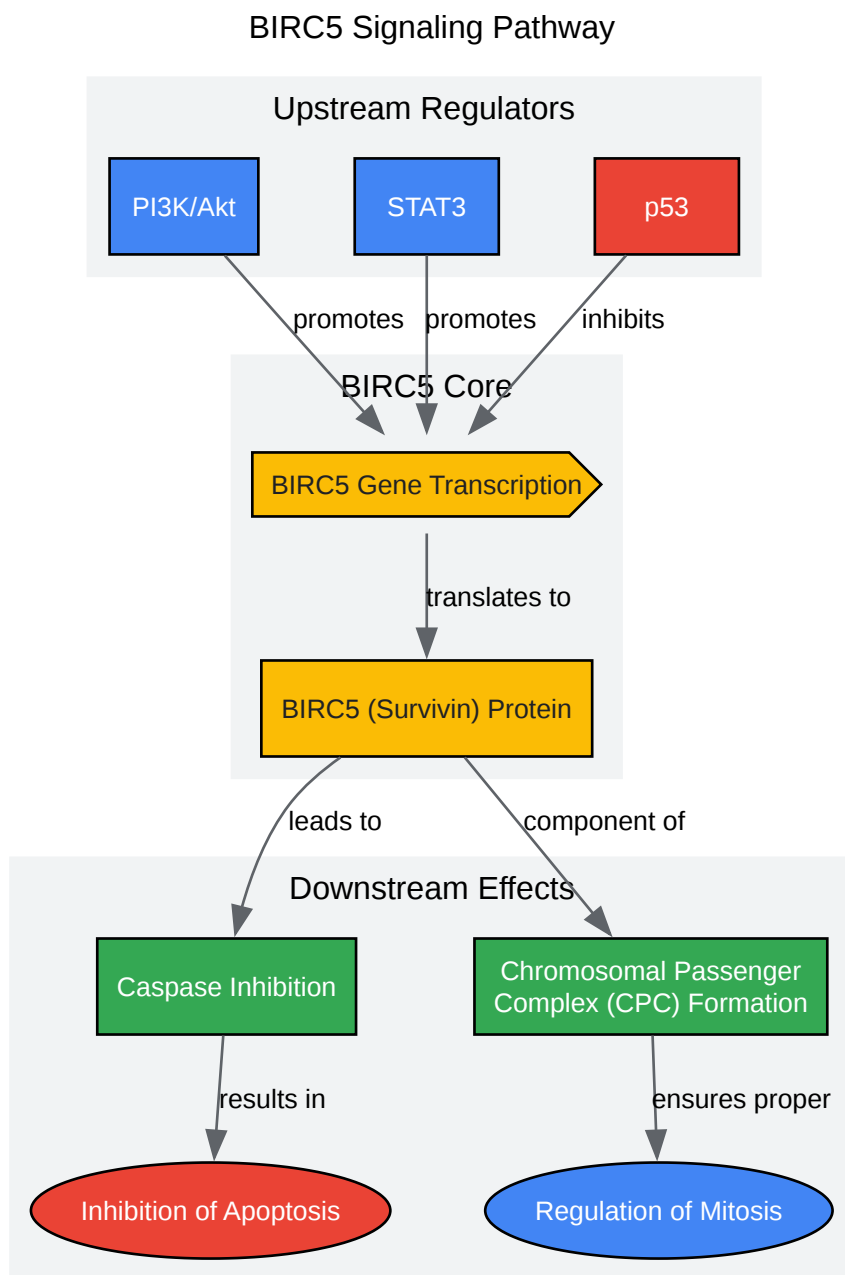 BIRC5 Signaling Pathway
Upstream Regulators
PI3K/Akt
STAT3
p53
promotes
promotes
inhibits
BIRC5 Core
BIRC5 Gene Transcription
translates to
BIRC5 (Survivin) Protein
leads to
component of
Downstream Effects
Caspase Inhibition
Chromosomal Passenger
Complex (CPC) Formation
results in
ensures proper
Inhibition of Apoptosis
Regulation of Mitosis